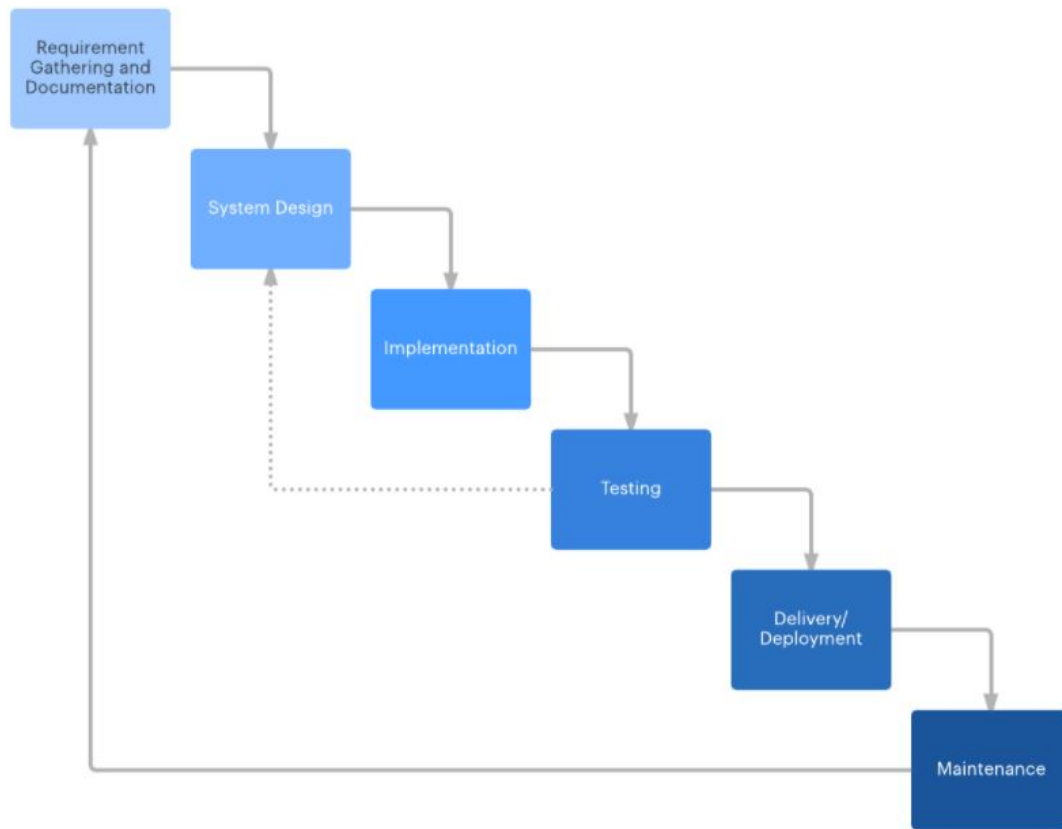 Requirement
Gathering and
Documentation
System Design
Implementation
Testing
Delivery/
Deployment
Maintenance